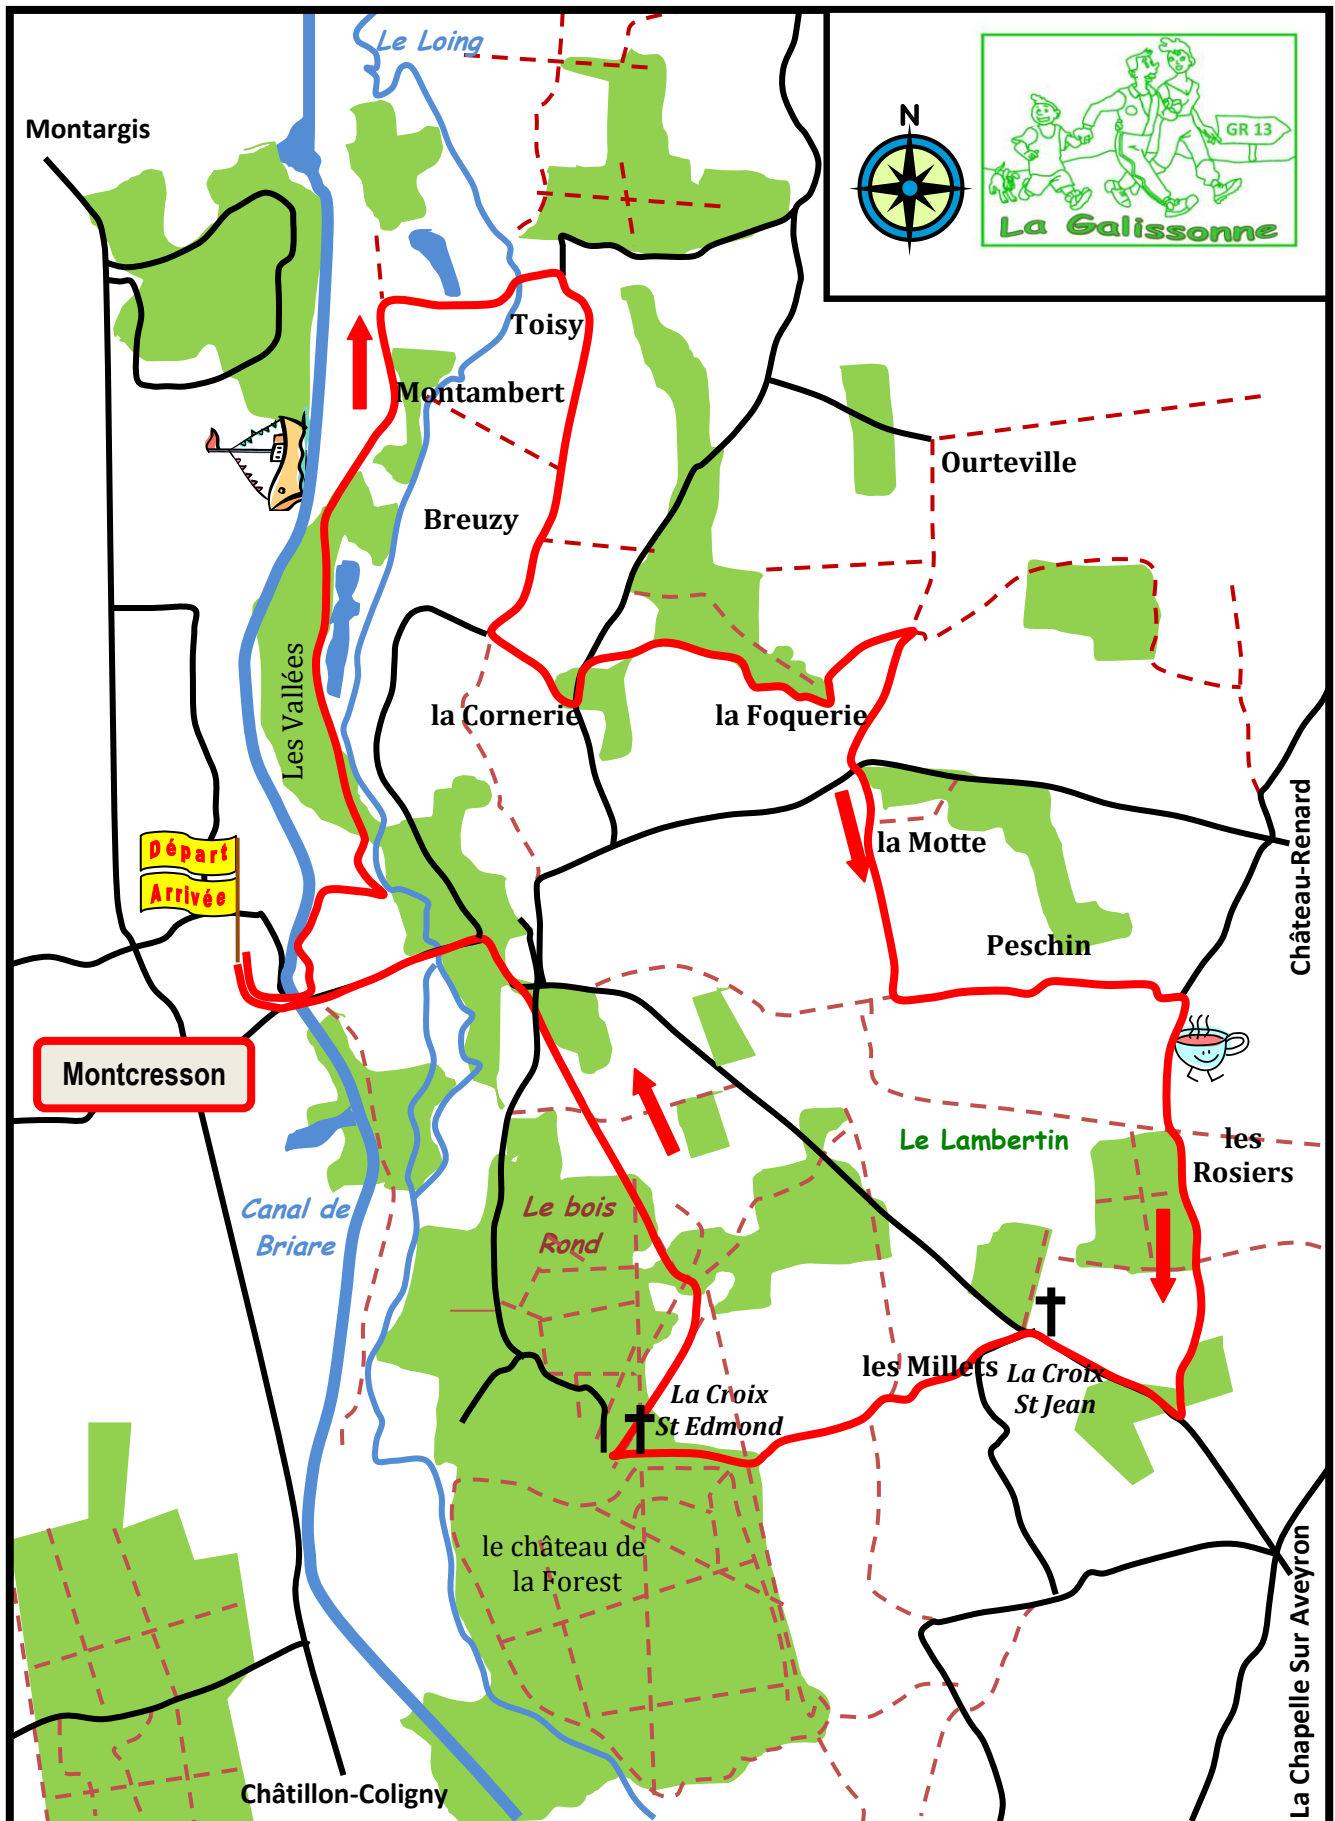 Le Loing
Montargis
N
GR 13
La Galissonne
Toisy
Montambert
Ourteville
Breuzy
Les Vallées
la Cornerie
la Foquerie
Départ
Arrivée
la Motte
Château-Renard
Peschin
Montcresson
Le Lambertin
les
Rosiers
Canal de
Briare
Le bois
Rond
les Millets
La Croix
St Jean
La Croix
St Edmond
le château de
la Forest
La Chapelle Sur Aveyron
Châtillon-Coligny